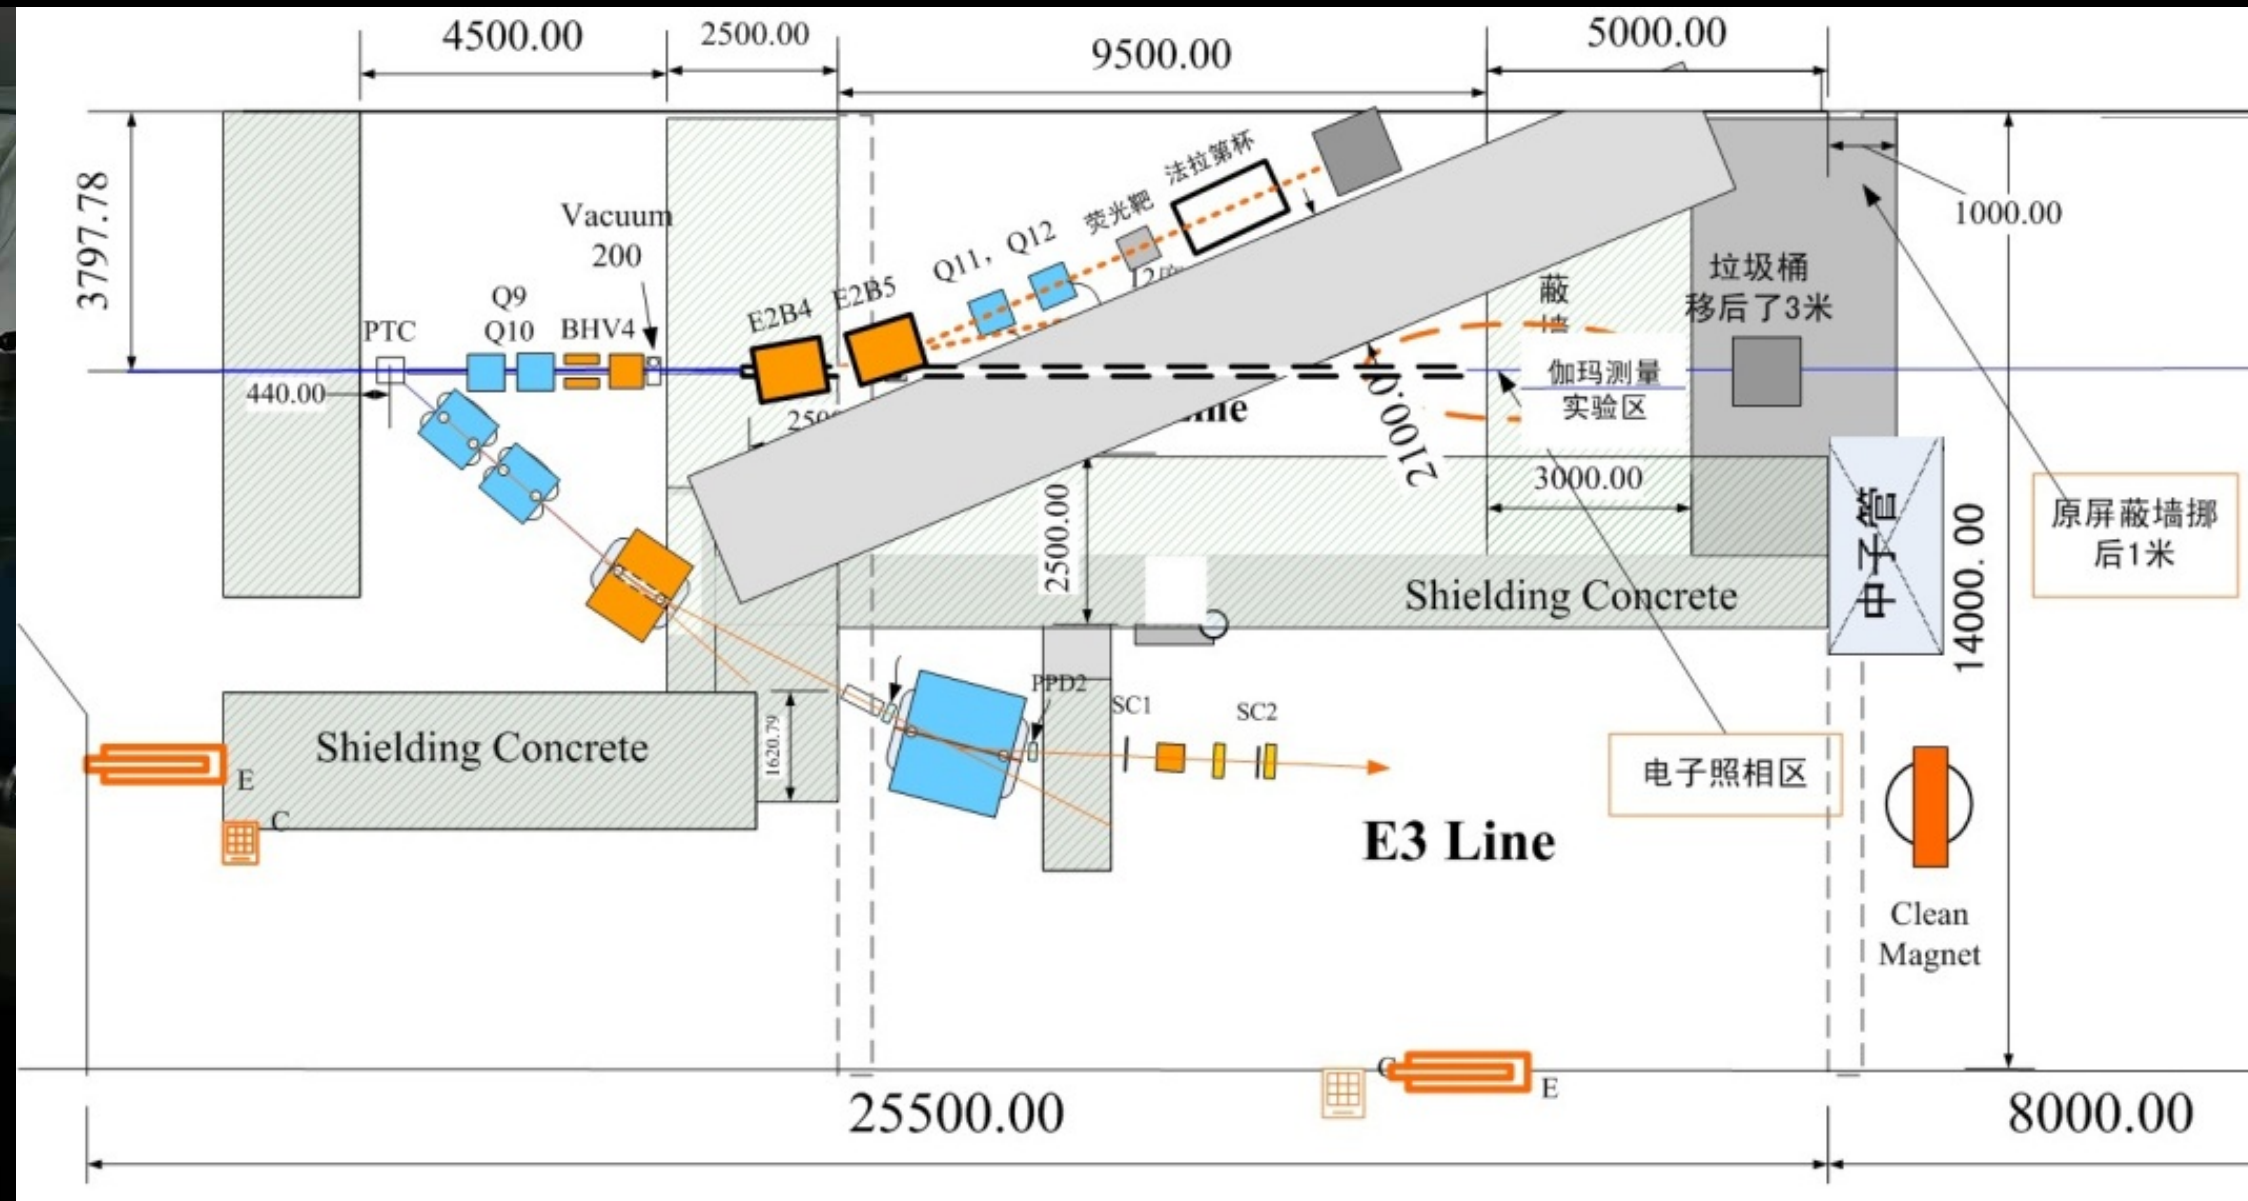 4500.00
2500.00
9500.00
5000.00
3797.78
Vacuum
200
Q9
Q10
BHV4
PTC
440.00
E2B4
E2B5
Q11，Q12
荧光靶
法拉第杯
1000.00
垃圾桶
移后了3米
蔽
伽玛测量
实验区
2100.0
3000.00
2500.00
Shielding Concrete
中子管
14000.00
原屏蔽墙挪
后1米
Shielding Concrete
1620.79
PPD2
SC1
SC2
电子照相区
E
C
E3 Line
Clean
Magnet
C
E
25500.00
8000.00